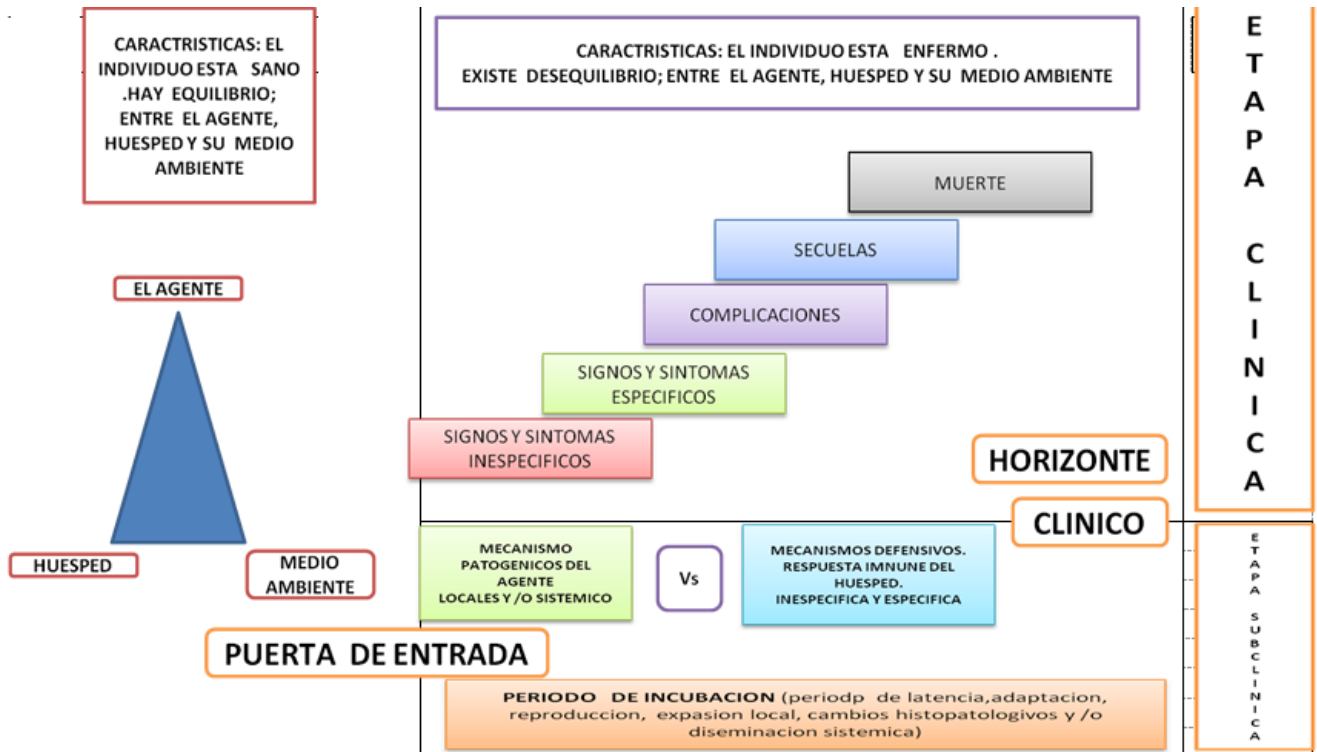 CARACTRISTICAS: EL
INDIVIDUO ESTA SANO
.HAY EQUILIBRIO;
ENTRE EL AGENTE,
HUESPED Y SU MEDIO
AMBIENTE
CARACTRISTICAS: EL INDIVIDUO ESTA ENFERMO .
EXISTE DESEQUILIBRIO; ENTRE EL AGENTE, HUESPED Y SU MEDIO AMBIENTE
MUERTE
SECUELAS
COMPLICACIONES
SIGNOS Y SINTOMAS
ESPECIFICOS
SIGNOS Y SINTOMAS
INESPECIFICOS
EL AGENTE
HUESPED
MEDIO
AMBIENTE
HORIZONTE
CLINICO
ETAPA CLINICA
MECANISMO
PATOGENICOS DEL
AGENTE
LOCALES Y /O SISTEMICO
Vs
MECANISMOS DEFENSIVOS.
RESPUESTA IMNUNE DEL
HUESPED.
INESPECIFICA Y ESPECIFICA
PUERTA DE ENTRADA
PERIODO DE INCUBACION (periodp de latencia,adaptacion,
reproduccion, expasion local, cambios histopatologivos y /o
diseminacion sistemica)
ETAPA SUBCLINICA